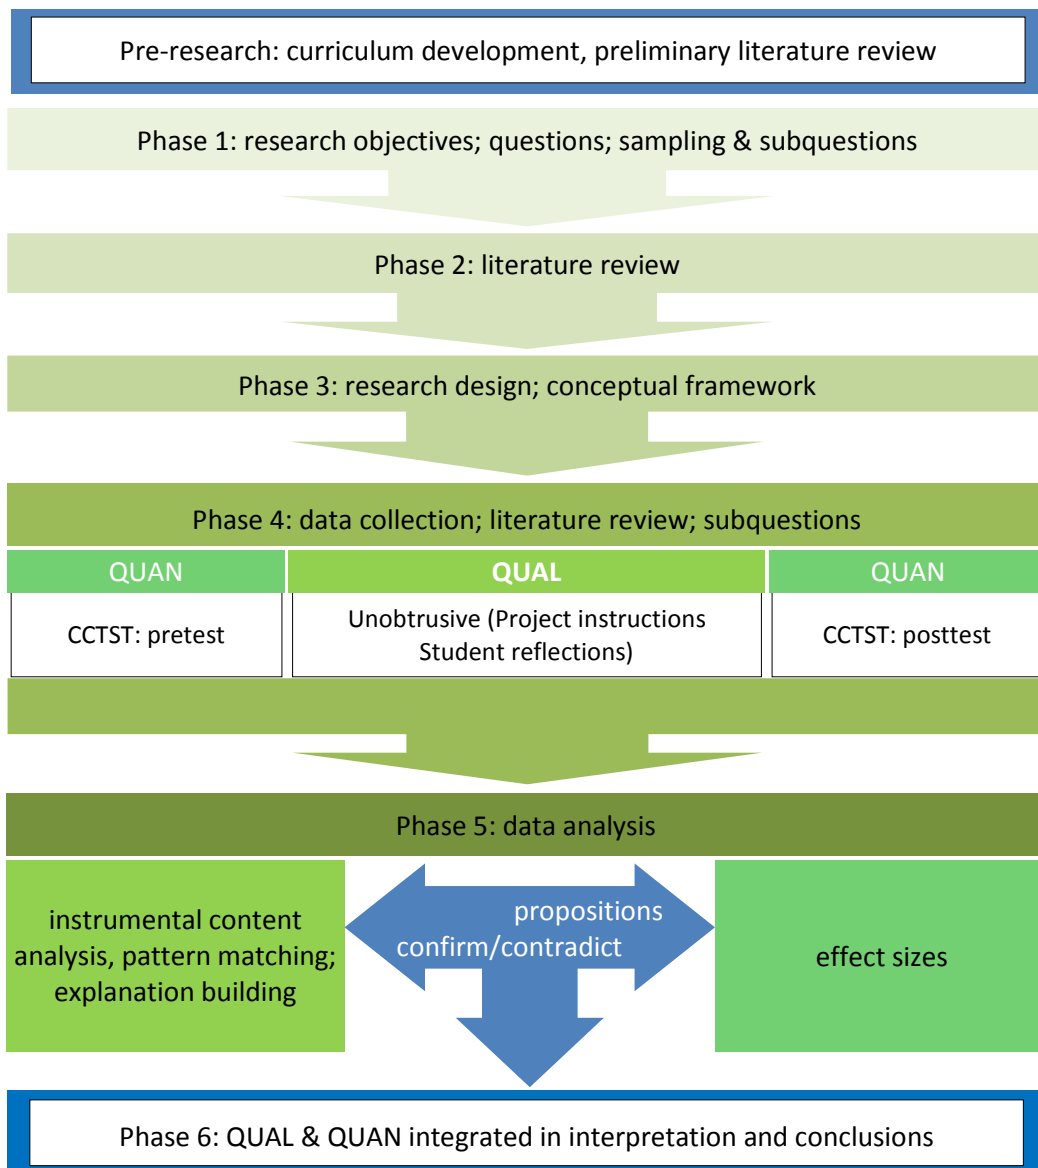 Pre-research: curriculum development, preliminary literature review
Phase 1: research objectives; questions; sampling & subquestions
Phase 2: literature review
Phase 3: research design; conceptual framework
Phase 4: data collection; literature review; subquestions
QUAN
QUAL
QUAN
CCTST: pretest
Unobtrusive (Project instructions
Student reflections)
CCTST: posttest
Phase 5: data analysis
instrumental content
analysis, pattern matching;
explanation building
propositions
confirm/contradict
effect sizes
Phase 6: QUAL & QUAN integrated in interpretation and conclusions